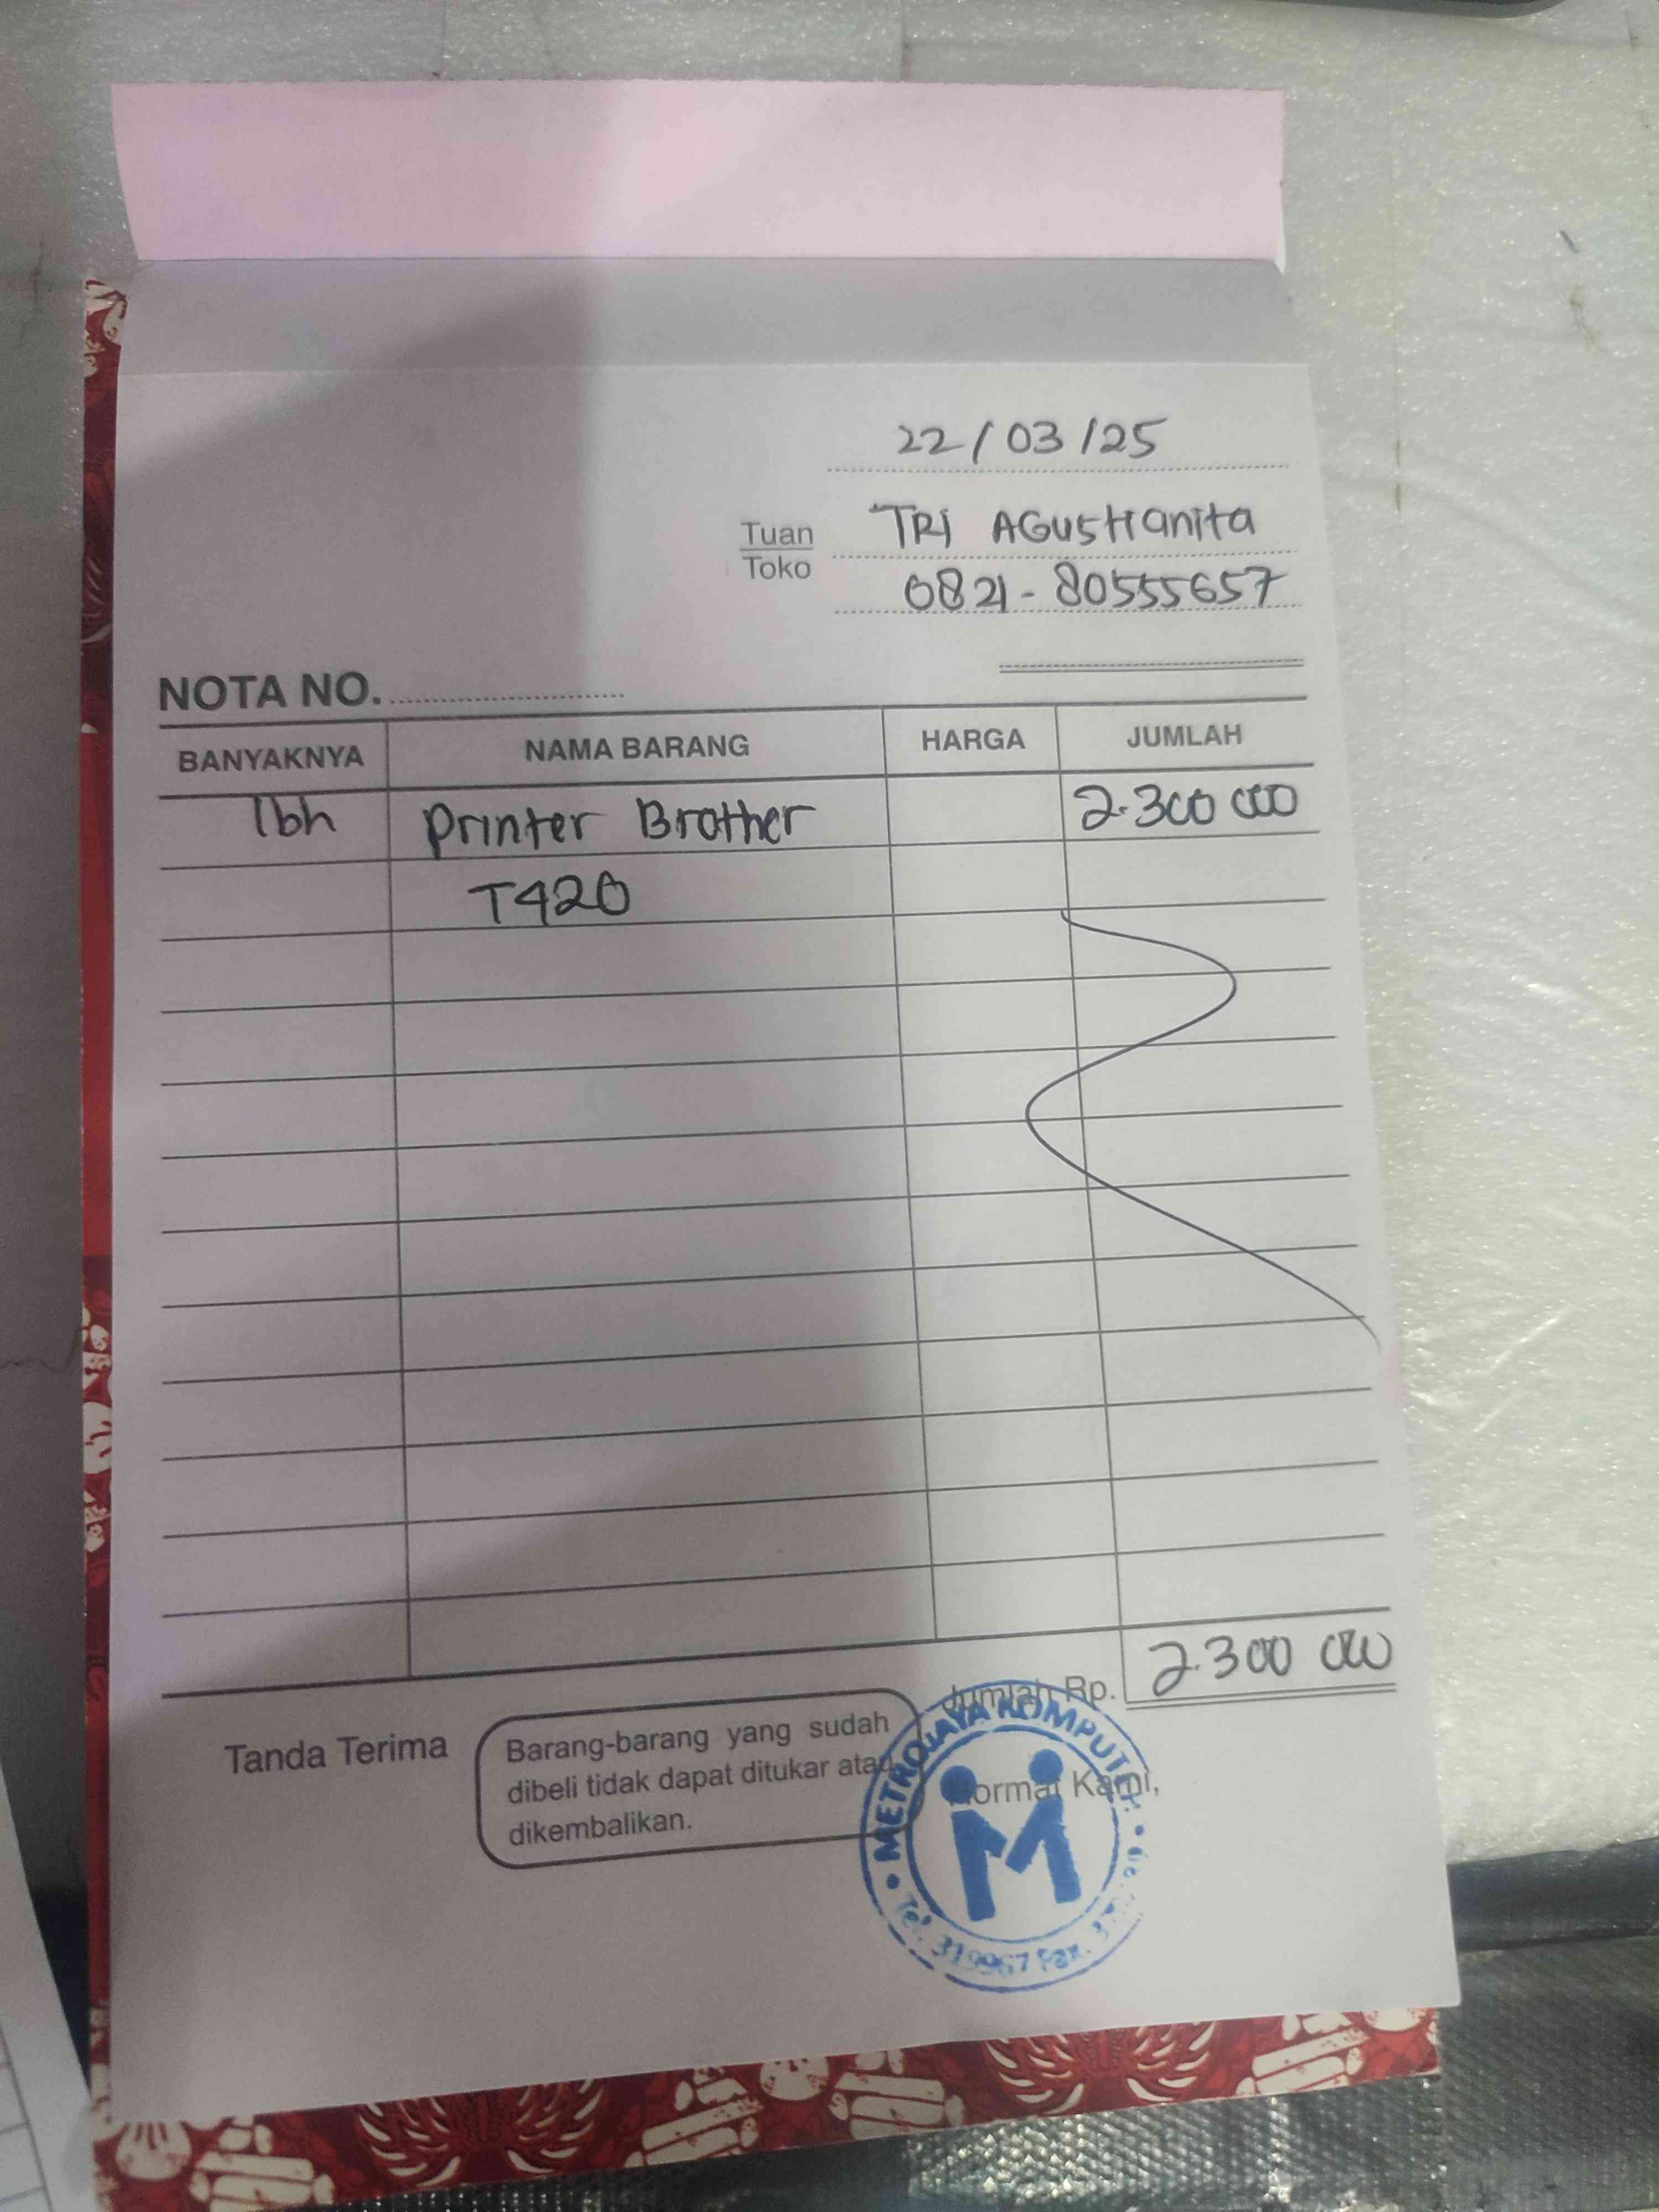 22/03/25
Tuan TRI AGUSTIanita
Toko 0821-80555657
NOTA NO. ........................
BANYAKNYA NAMA BARANG HARGA JUMLAH
1bh Printer Brother 2.300 000
T420
Jumlah Rp. 2.300 000
Tanda Terima
Barang-barang yang sudah
dibeli tidak dapat ditukar atau
dikembalikan.
Hormat Kami,
METROJAYA KOMPUTER
Tel. 319967 Fax.